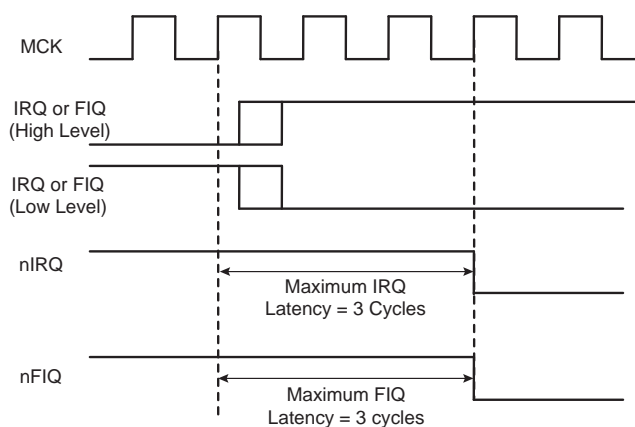 MCK
IRQ or FIQ
(High Level)
IRQ or FIQ
(Low Level)
nIRQ
Maximum IRQ
Latency = 3 Cycles
nFIQ
Maximum FIQ
Latency = 3 cycles